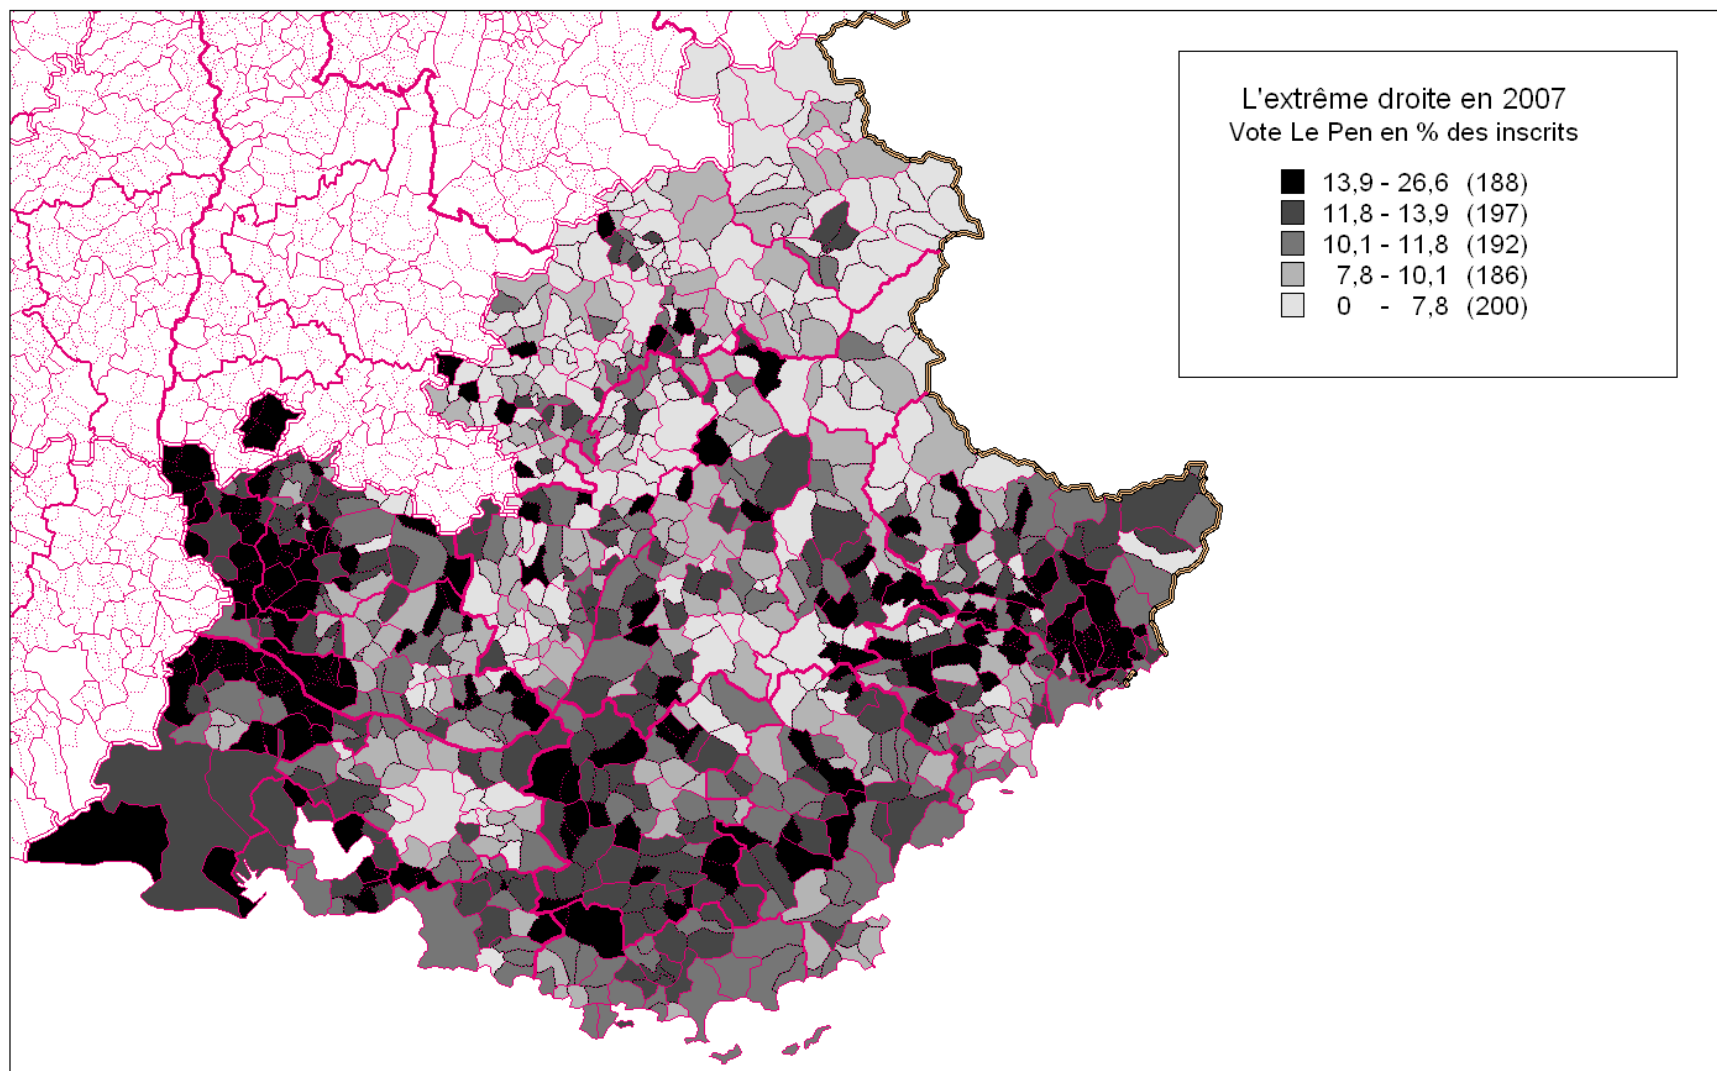 L'extrême droite en 2007
Vote Le Pen en % des inscrits
13,9 - 26,6 (188)
11,8 - 13,9 (197)
10,1 - 11,8 (192)
7,8 - 10,1 (186)
0 - 7,8 (200)